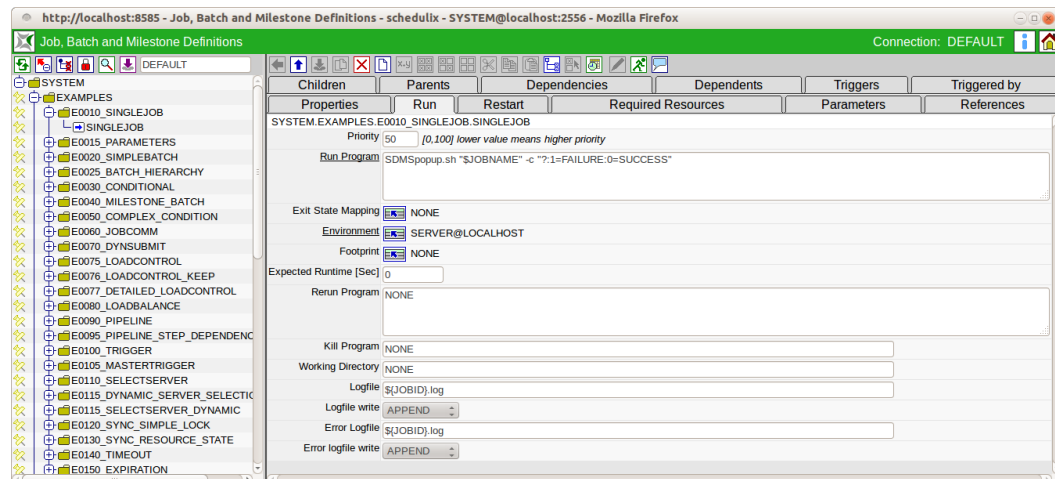 http://localhost:8585 - Job, Batch and Milestone Definitions - schedulix - SYSTEM@localhost:2556 - Mozilla Firefox
Job, Batch and Milestone Definitions
Connection: DEFAULT
DEFAULT
SYSTEM
EXAMPLES
E0010_SINGLEJOB
SINGLEJOB
E0015_PARAMETERS
E0020_SIMPLEBATCH
E0025_BATCH_HIERARCHY
E0030_CONDITIONAL
E0040_MILESTONE_BATCH
E0050_COMPLEX_CONDITION
E0060_JOBCOMM
E0070_DYNSUBMIT
E0075_LOADCONTROL
E0076_LOADCONTROL_KEEP
E0077_DETAILED_LOADCONTROL
E0080_LOADBALANCE
E0090_PIPELINE
E0095_PIPELINE_STEP_DEPENDENC
E0100_TRIGGER
E0105_MASTERTRIGGER
E0110_SELECTSERVER
E0115_DYNAMIC_SERVER_SELECTIO
E0115_SELECTSERVER_DYNAMIC
E0120_SYNC_SIMPLE_LOCK
E0130_SYNC_RESOURCE_STATE
E0140_TIMEOUT
E0150_EXPIRATION
x,y
Children Parents Dependencies Dependents Triggers Triggered by
Properties Run Restart Required Resources Parameters References
SYSTEM.EXAMPLES.E0010_SINGLEJOB.SINGLEJOB
Priority 50 [0,100] lower value means higher priority
Run Program SDMSpopup.sh "$JOBNAME" -c "?:1=FAILURE:0=SUCCESS"
Exit State Mapping NONE
Environment SERVER@LOCALHOST
Footprint NONE
Expected Runtime [Sec] 0
Rerun Program NONE
Kill Program NONE
Working Directory NONE
Logfile ${JOBID}.log
Logfile write APPEND
Error Logfile ${JOBID}.log
Error logfile write APPEND